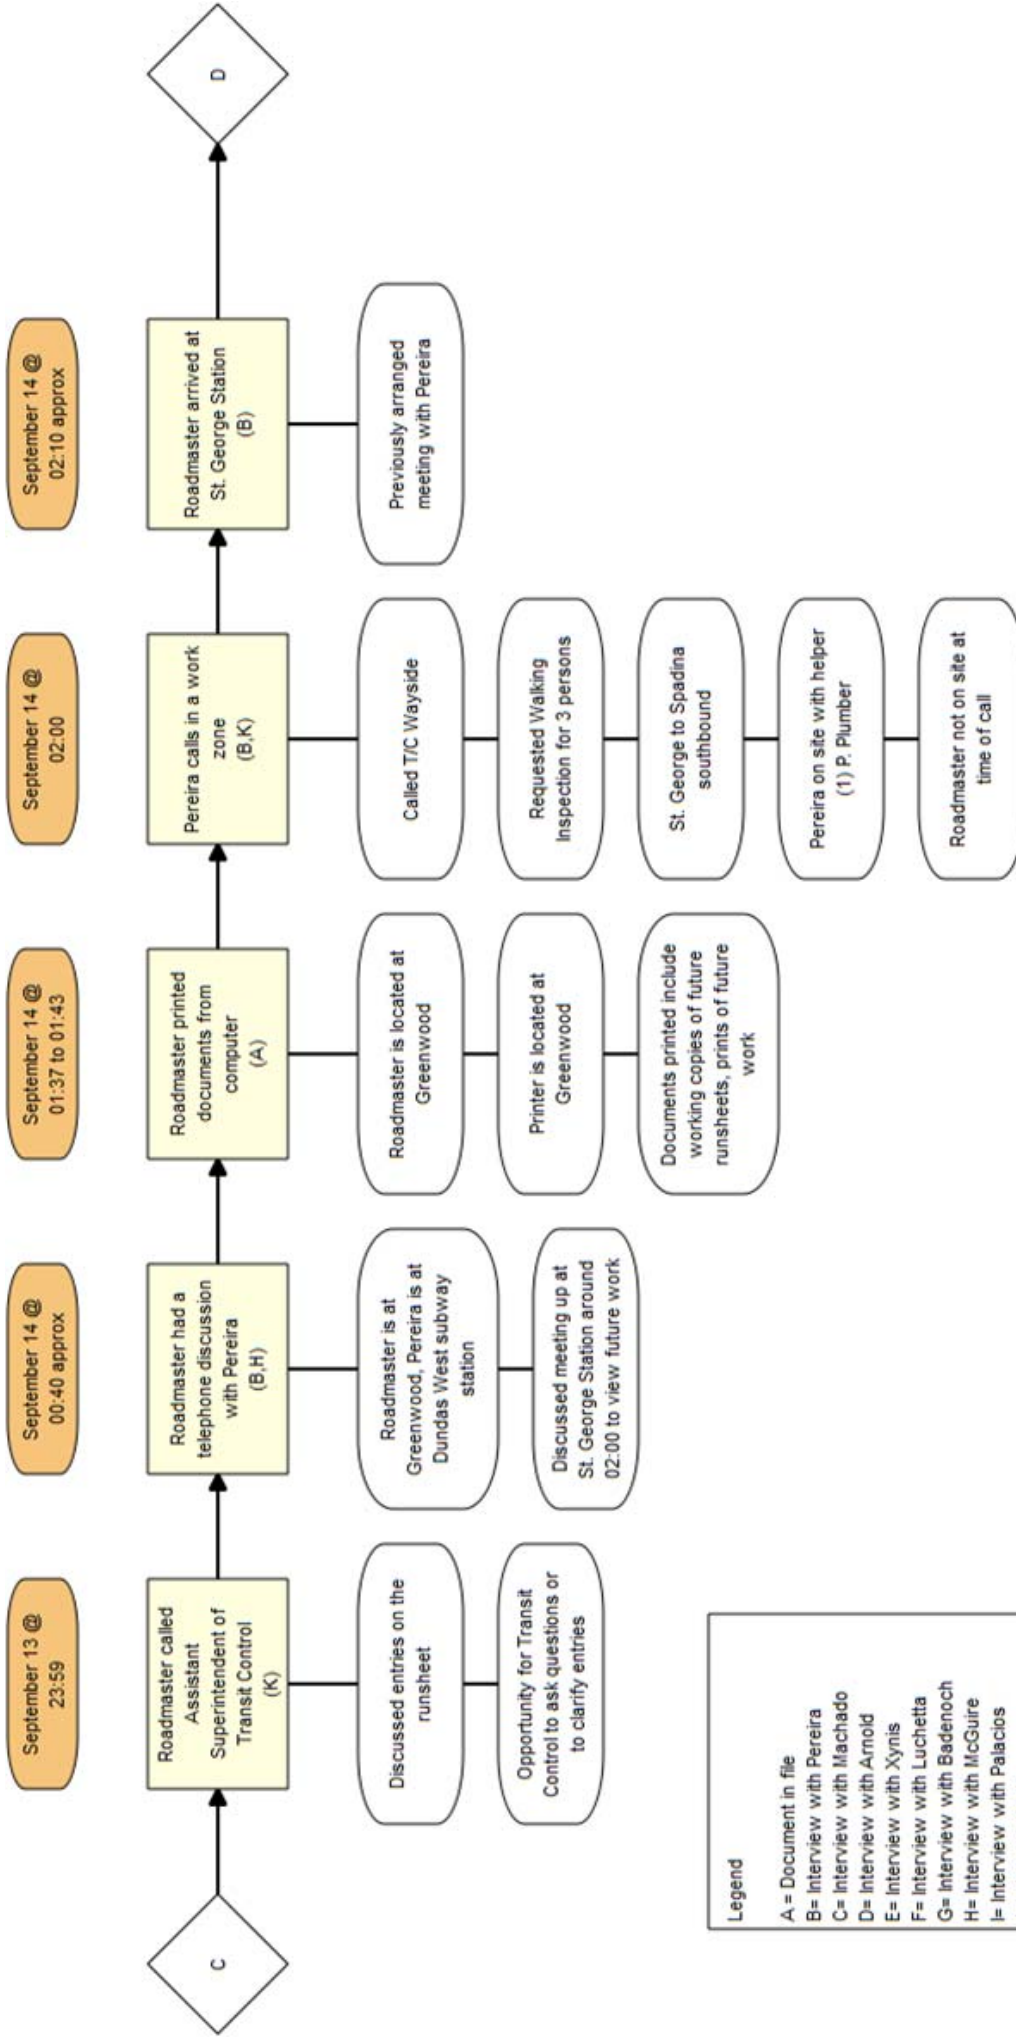 C
September 13 @
23:59
Roadmaster called
Assistant
Superintendent of
Transit Control
(K)
Discussed entries on the
runsheet
Opportunity for Transit
Control to ask questions or
to clarify entries
September 14 @
00:40 approx
Roadmaster had a
telephone discussion
with Pereira
(B,H)
Roadmaster is at
Greenwood, Pereira is at
Dundas West subway
station
Discussed meeting up at
St. George Station around
02:00 to view future work
September 14 @
01:37 to 01:43
Roadmaster printed
documents from
computer
(A)
Roadmaster is located at
Greenwood
Printer is located at
Greenwood
Documents printed include
working copies of future
runsheets, prints of future
work
September 14 @
02:00
Pereira calls in a work
zone
(B,K)
Called T/C Wayside
Requested Walking
Inspection for 3 persons
St. George to Spadina
southbound
Pereira on site with helper
(1) P. Plumber
Roadmaster not on site at
time of call
September 14 @
02:10 approx
Roadmaster arrived at
St. George Station
(B)
Previously arranged
meeting with Pereira
D
Legend
A = Document in file
B= Interview with Pereira
C= Interview with Machado
D= Interview with Arnold
E= Interview with Xynis
F= Interview with Luchetta
G= Interview with Badenoch
H= Interview with McGuire
I= Interview with Palacios